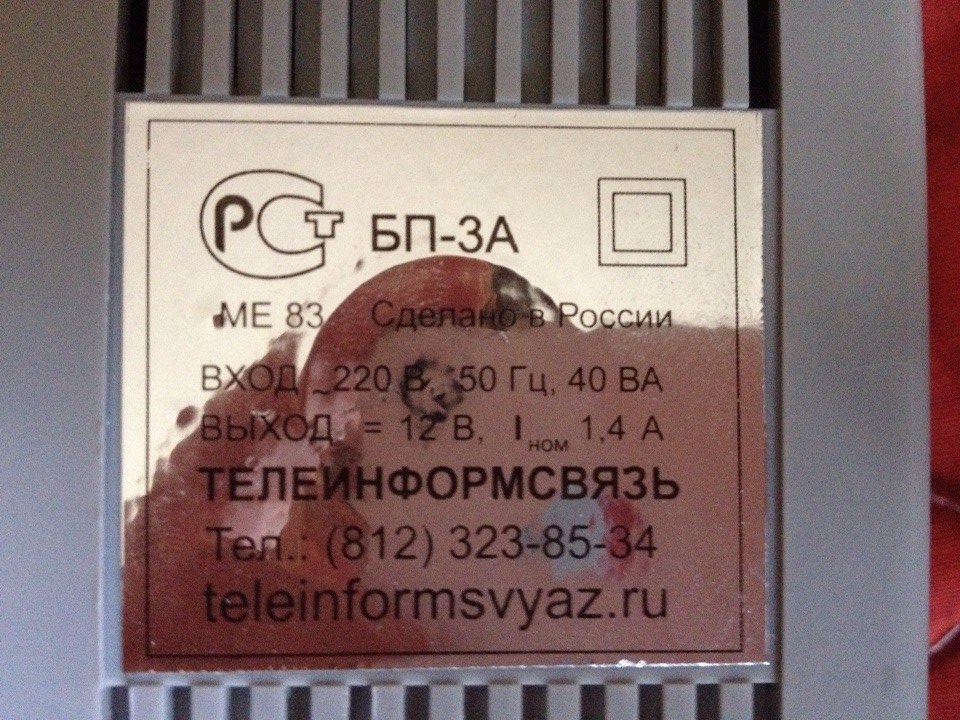 РСТ БП-3А
МЕ 83 Сделано в России
ВХОД ~220 В, 50 Гц, 40 ВА
ВЫХОД = 12 В, Iном 1,4 А
ТЕЛЕИНФОРМСВЯЗЬ
Тел.: (812) 323-85-34
teleinformsvyaz.ru